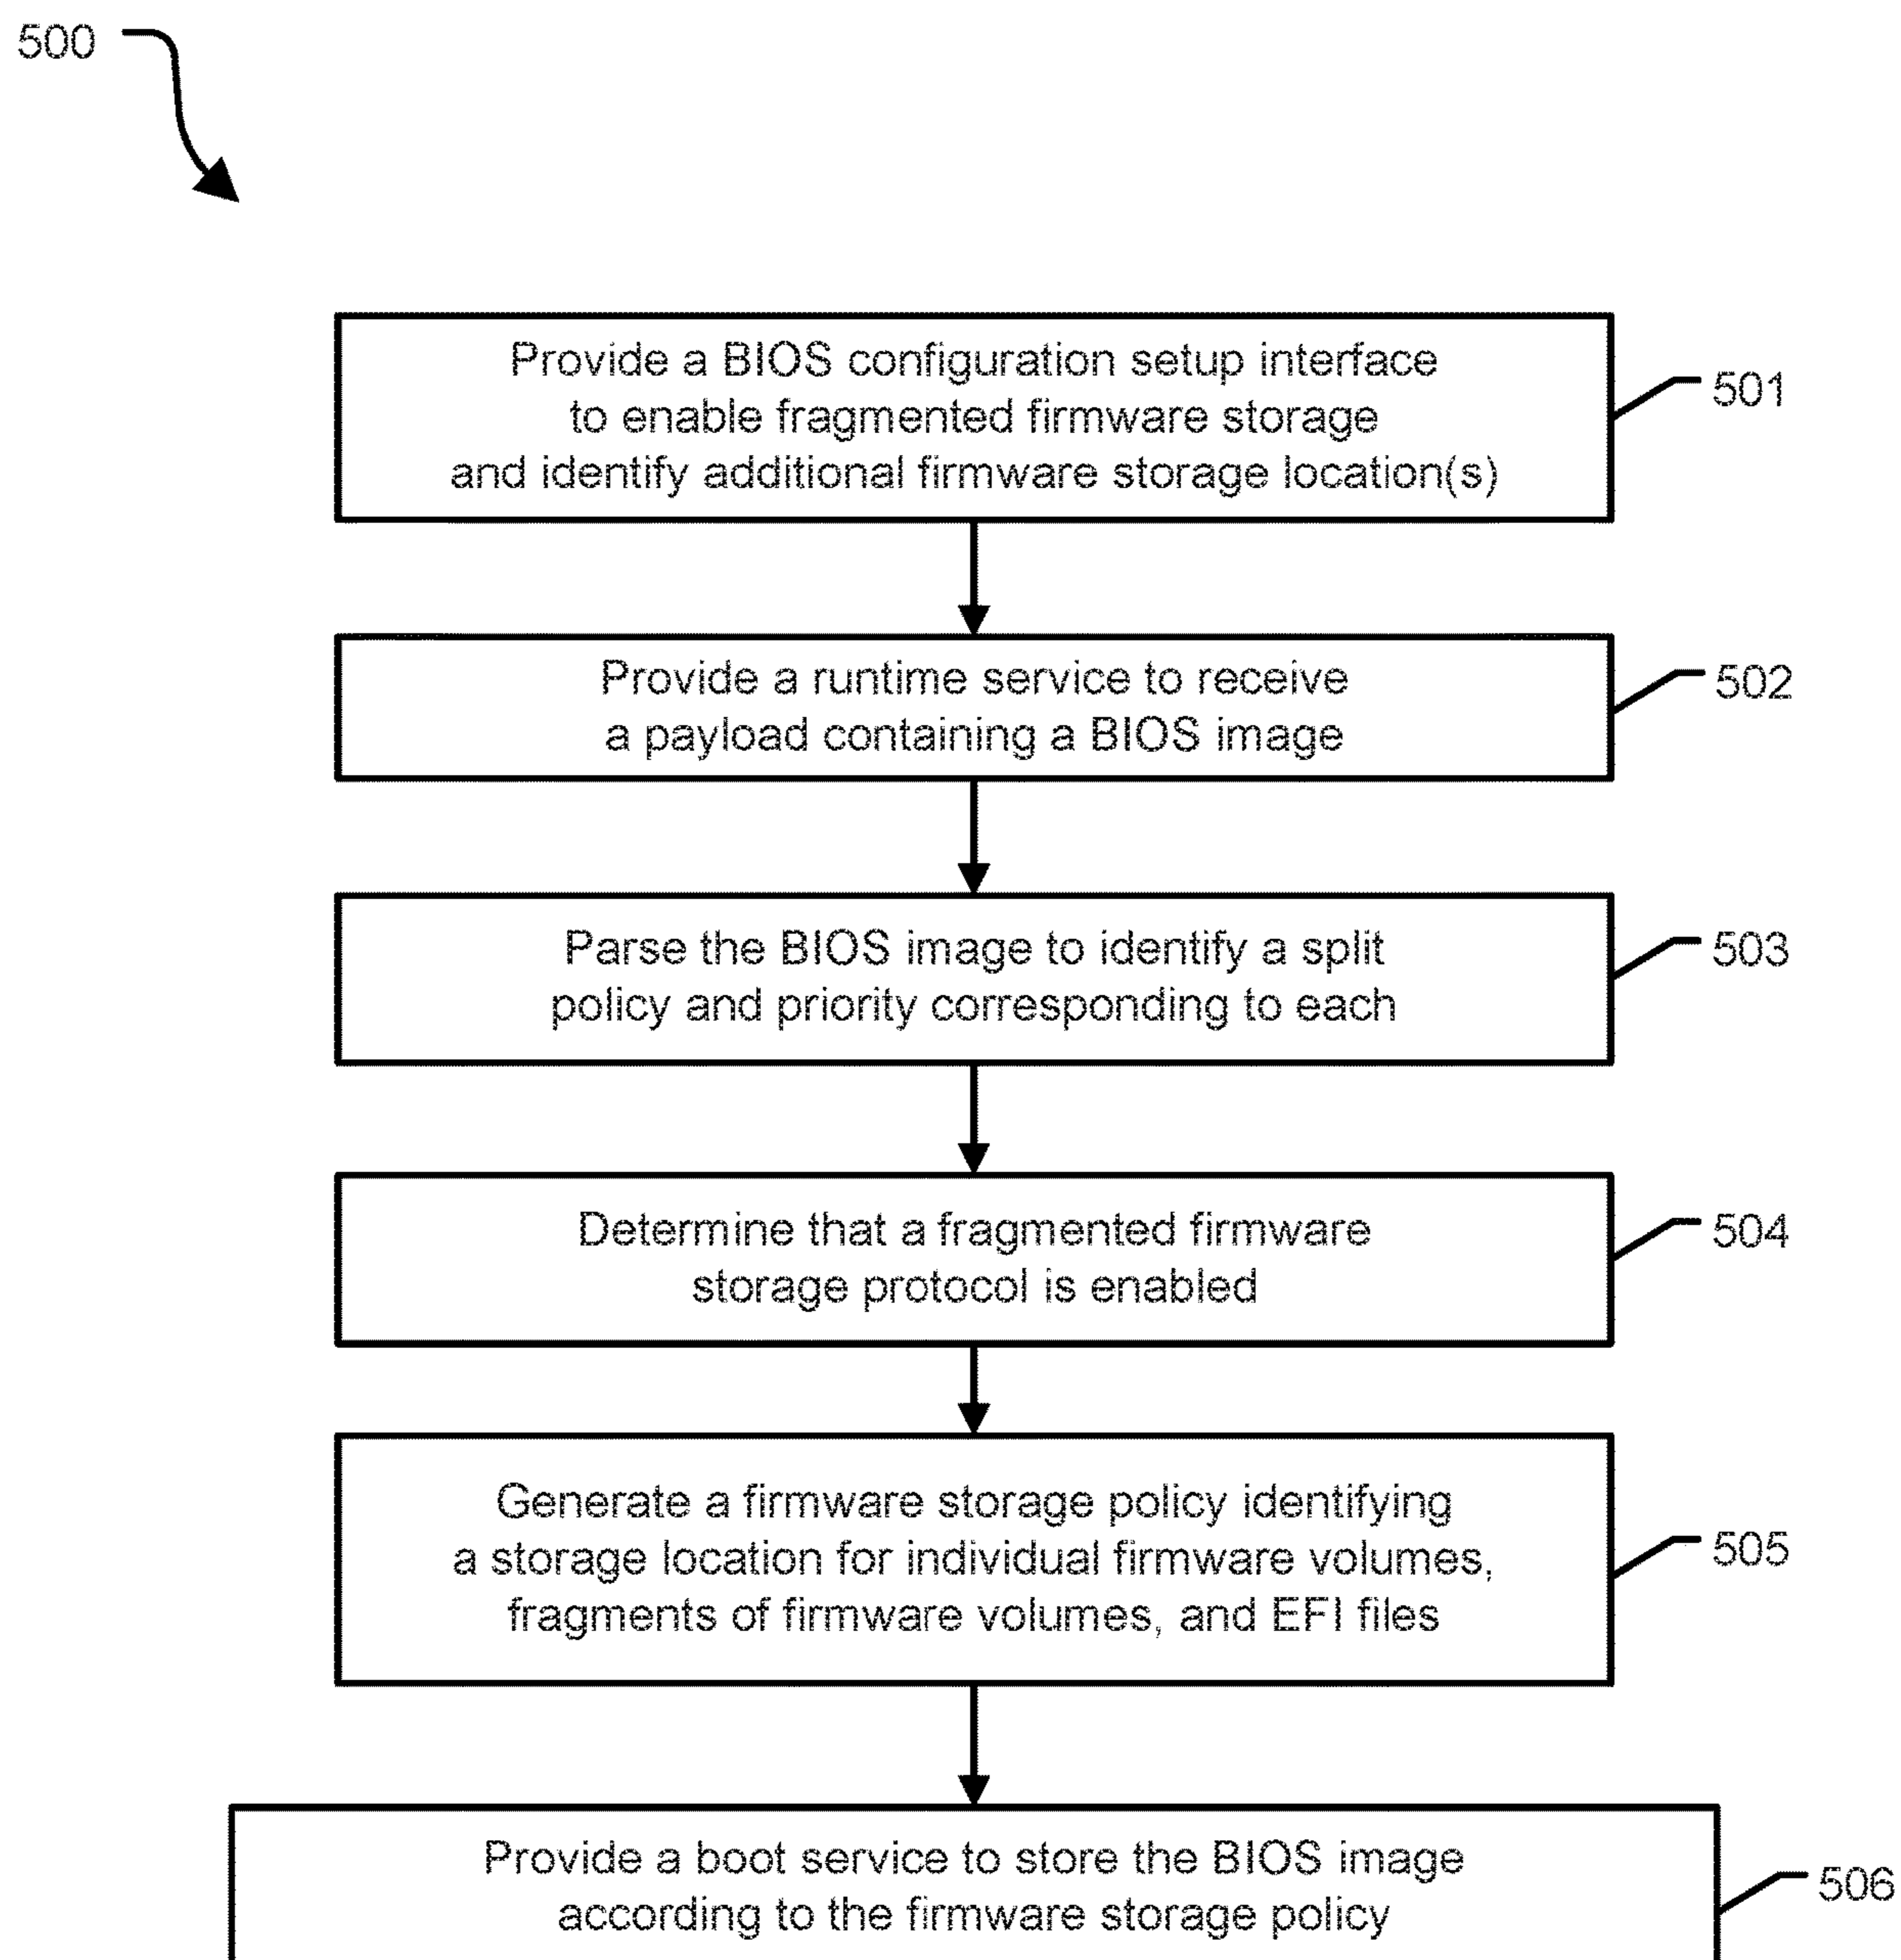 500
Provide a BIOS configuration setup interface
to enable fragmented firmware storage
and identify additional firmware storage location(s)
501
Provide a runtime service to receive
a payload containing a BIOS image
502
Parse the BIOS image to identify a split
policy and priority corresponding to each
503
Determine that a fragmented firmware
storage protocol is enabled
504
Generate a firmware storage policy identifying
a storage location for individual firmware volumes,
fragments of firmware volumes, and EFI files
505
Provide a boot service to store the BIOS image
according to the firmware storage policy
506